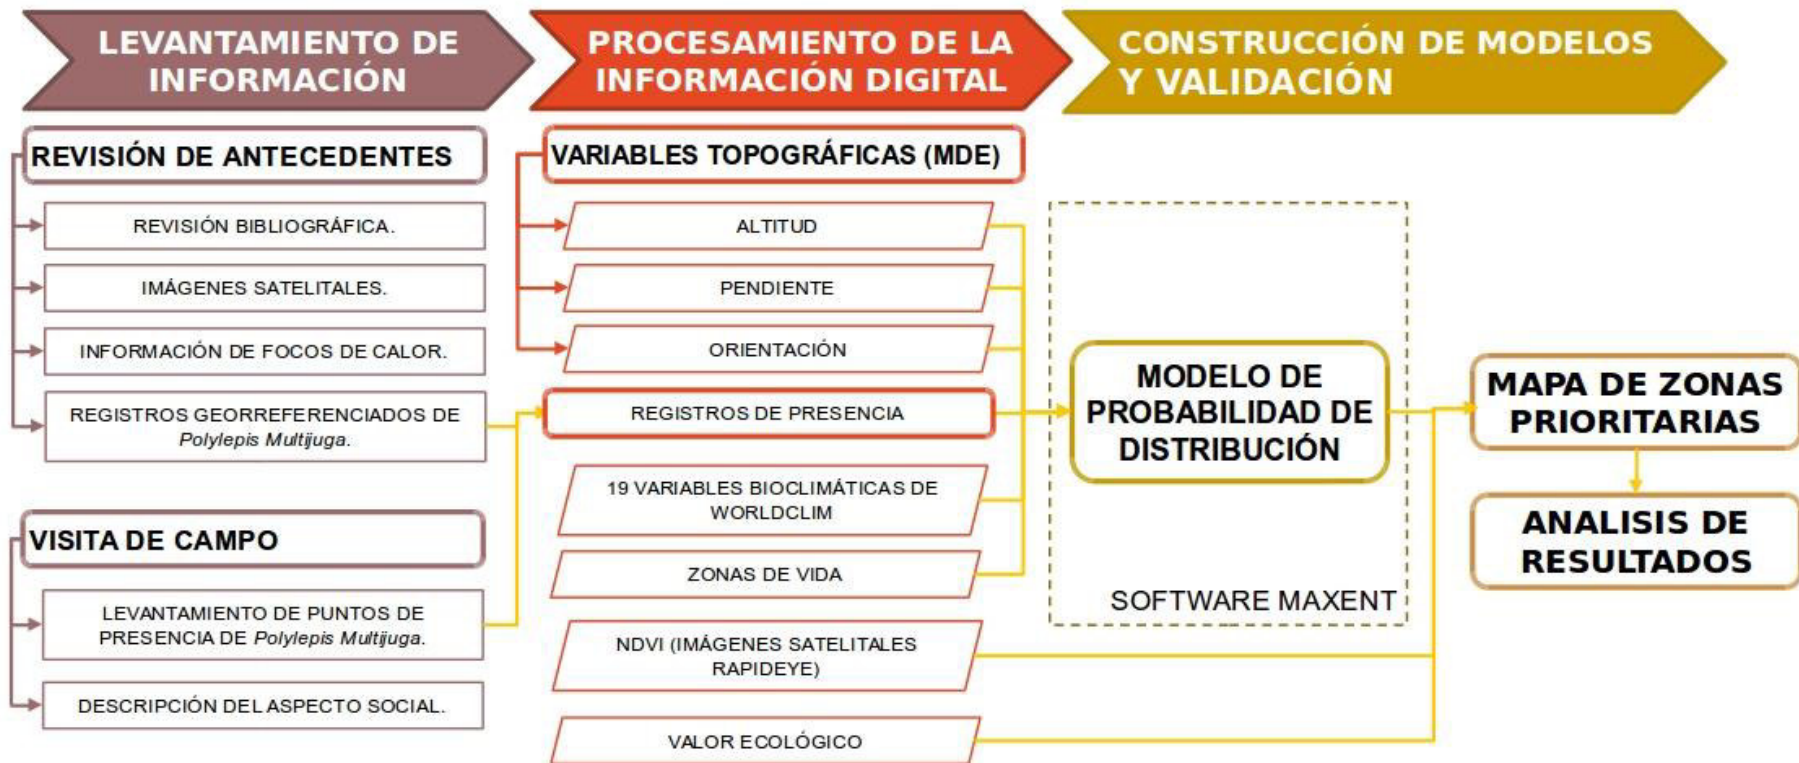 LEVANTAMIENTO DE
INFORMACIÓN
PROCESAMIENTO DE LA
INFORMACIÓN DIGITAL
CONSTRUCCIÓN DE MODELOS
Y VALIDACIÓN
REVISIÓN DE ANTECEDENTES
REVISIÓN BIBLIOGRÁFICA.
IMÁGENES SATELITALES.
INFORMACIÓN DE FOCOS DE CALOR.
REGISTROS GEORREFERENCIADOS DE
Polylepis Multijuga.
VISITA DE CAMPO
LEVANTAMIENTO DE PUNTOS DE
PRESENCIA DE Polylepis Multijuga.
DESCRIPCIÓN DEL ASPECTO SOCIAL.
VARIABLES TOPOGRÁFICAS (MDE)
ALTITUD
PENDIENTE
ORIENTACIÓN
REGISTROS DE PRESENCIA
19 VARIABLES BIOCLIMÁTICAS DE
WORLDCLIM
ZONAS DE VIDA
NDVI (IMÁGENES SATELITALES
RAPIDEYE)
VALOR ECOLÓGICO
MODELO DE
PROBABILIDAD DE
DISTRIBUCIÓN
SOFTWARE MAXENT
MAPA DE ZONAS
PRIORITARIAS
ANALISIS DE
RESULTADOS